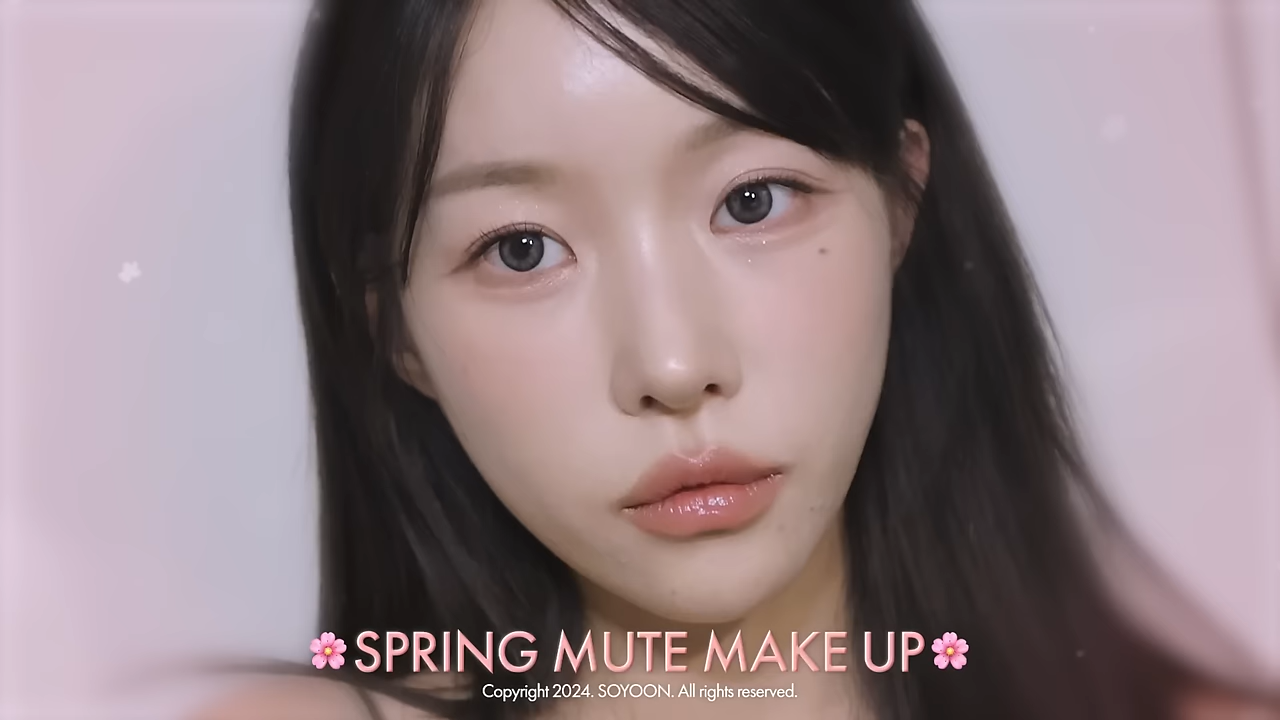 🌸SPRING MUTE MAKE UP🌸
Copyright 2024. SOYOON. All rights reserved.